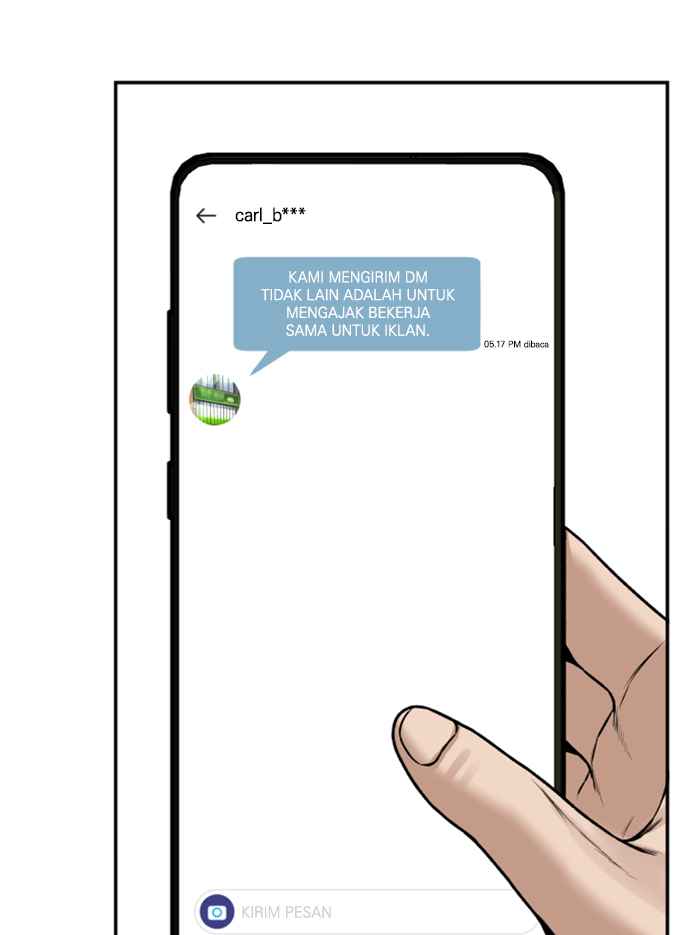 carl_b***
KAMI MENGIRIM DM
TIDAK LAIN ADALAH UNTUK
MENGAJAK BEKERJA
SAMA UNTUK IKLAN.
05.17 PM dibaca
KIRIM PESAN